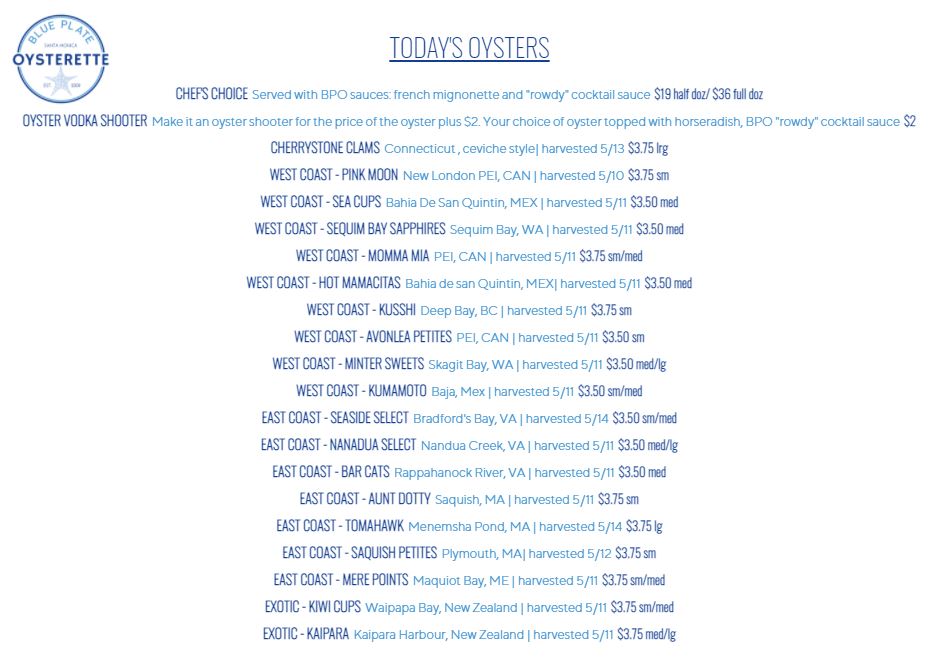 BLUE PLATE
SANTA MONICA
OYSTERETTE
EST. 2009
TODAY'S OYSTERS
CHEF'S CHOICE Served with BPO sauces: french mignonette and "rowdy" cocktail sauce $19 half doz/ $36 full doz
OYSTER VODKA SHOOTER Make it an oyster shooter for the price of the oyster plus $2. Your choice of oyster topped with horseradish, BPO "rowdy" cocktail sauce $2
CHERRYSTONE CLAMS Connecticut , ceviche style| harvested 5/13 $3.75 lrg
WEST COAST - PINK MOON New London PEI, CAN | harvested 5/10 $3.75 sm
WEST COAST - SEA CUPS Bahia De San Quintin, MEX | harvested 5/11 $3.50 med
WEST COAST - SEQUIM BAY SAPPHIRES Sequim Bay, WA | harvested 5/11 $3.50 med
WEST COAST - MOMMA MIA PEI, CAN | harvested 5/11 $3.75 sm/med
WEST COAST - HOT MAMACITAS Bahia de san Quintin, MEX| harvested 5/11 $3.50 med
WEST COAST - KUSSHI Deep Bay, BC | harvested 5/11 $3.75 sm
WEST COAST - AVONLEA PETITES PEI, CAN | harvested 5/11 $3.50 sm
WEST COAST - MINTER SWEETS Skagit Bay, WA | harvested 5/11 $3.50 med/lg
WEST COAST - KUMAMOTO Baja, Mex | harvested 5/11 $3.50 sm/med
EAST COAST - SEASIDE SELECT Bradford's Bay, VA | harvested 5/14 $3.50 sm/med
EAST COAST - NANADUA SELECT Nandua Creek, VA | harvested 5/11 $3.50 med/lg
EAST COAST - BAR CATS Rappahanock River, VA | harvested 5/11 $3.50 med
EAST COAST - AUNT DOTTY Saquish, MA | harvested 5/11 $3.75 sm
EAST COAST - TOMAHAWK Menemsha Pond, MA | harvested 5/14 $3.75 lg
EAST COAST - SAQUISH PETITES Plymouth, MA| harvested 5/12 $3.75 sm
EAST COAST - MERE POINTS Maquiot Bay, ME | harvested 5/11 $3.75 sm/med
EXOTIC - KIWI CUPS Waipapa Bay, New Zealand | harvested 5/11 $3.75 sm/med
EXOTIC - KAIPARA Kaipara Harbour, New Zealand | harvested 5/11 $3.75 med/lg